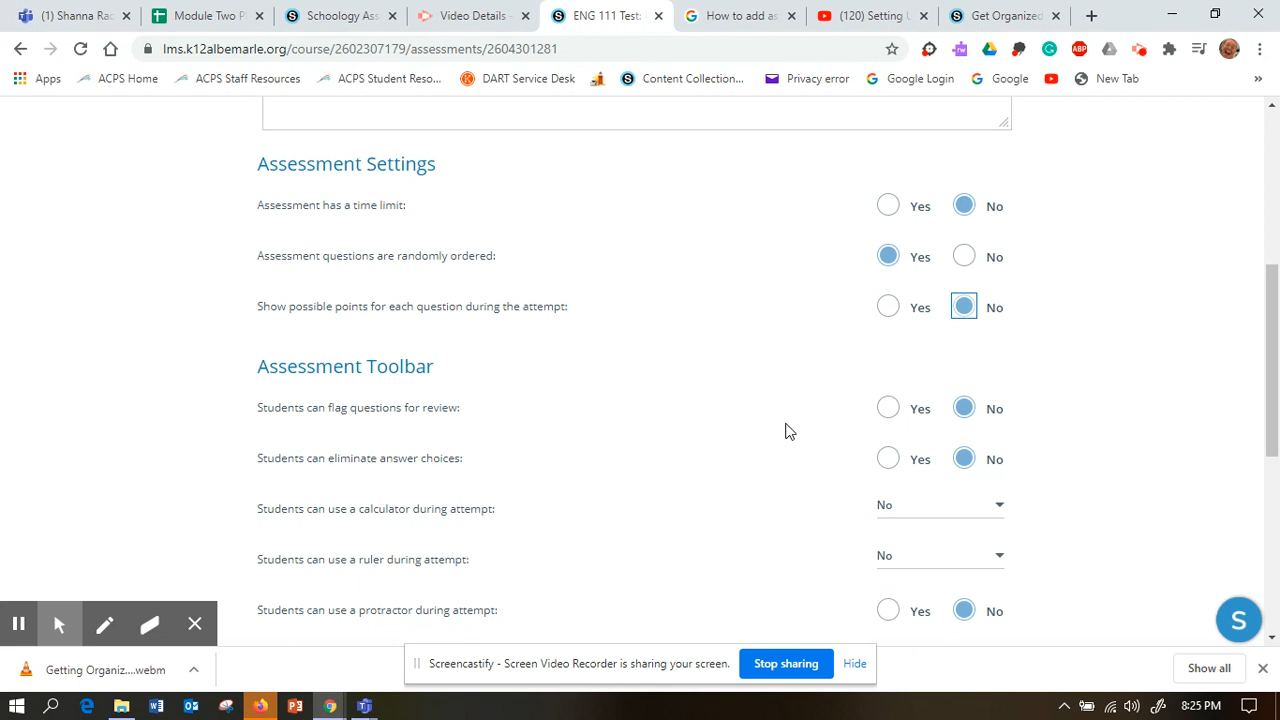 (1) Shanna Rac
Module Two P
Schoology Ass
Video Details -
ENG 111 Test:
How to add as
(120) Setting
Get Organized
lms.k12albemarle.org/course/2602307179/assessments/2604301281
Apps
ACPS Home
ACPS Staff Resources
ACPS Student Reso...
DART Service Desk
Content Collection...
Privacy error
Google Login
Google
New Tab
»
Assessment Settings
Assessment has a time limit:
Yes
No
Assessment questions are randomly ordered:
Yes
No
Show possible points for each question during the attempt:
Yes
No
Assessment Toolbar
Students can flag questions for review:
Yes
No
Students can eliminate answer choices:
Yes
No
Students can use a calculator during attempt:
No
Students can use a ruler during attempt:
No
Students can use a protractor during attempt:
Yes
No
S
Screencastify - Screen Video Recorder is sharing your screen.
Stop sharing
Hide
Getting Organiz....webm
Show all
8:25 PM